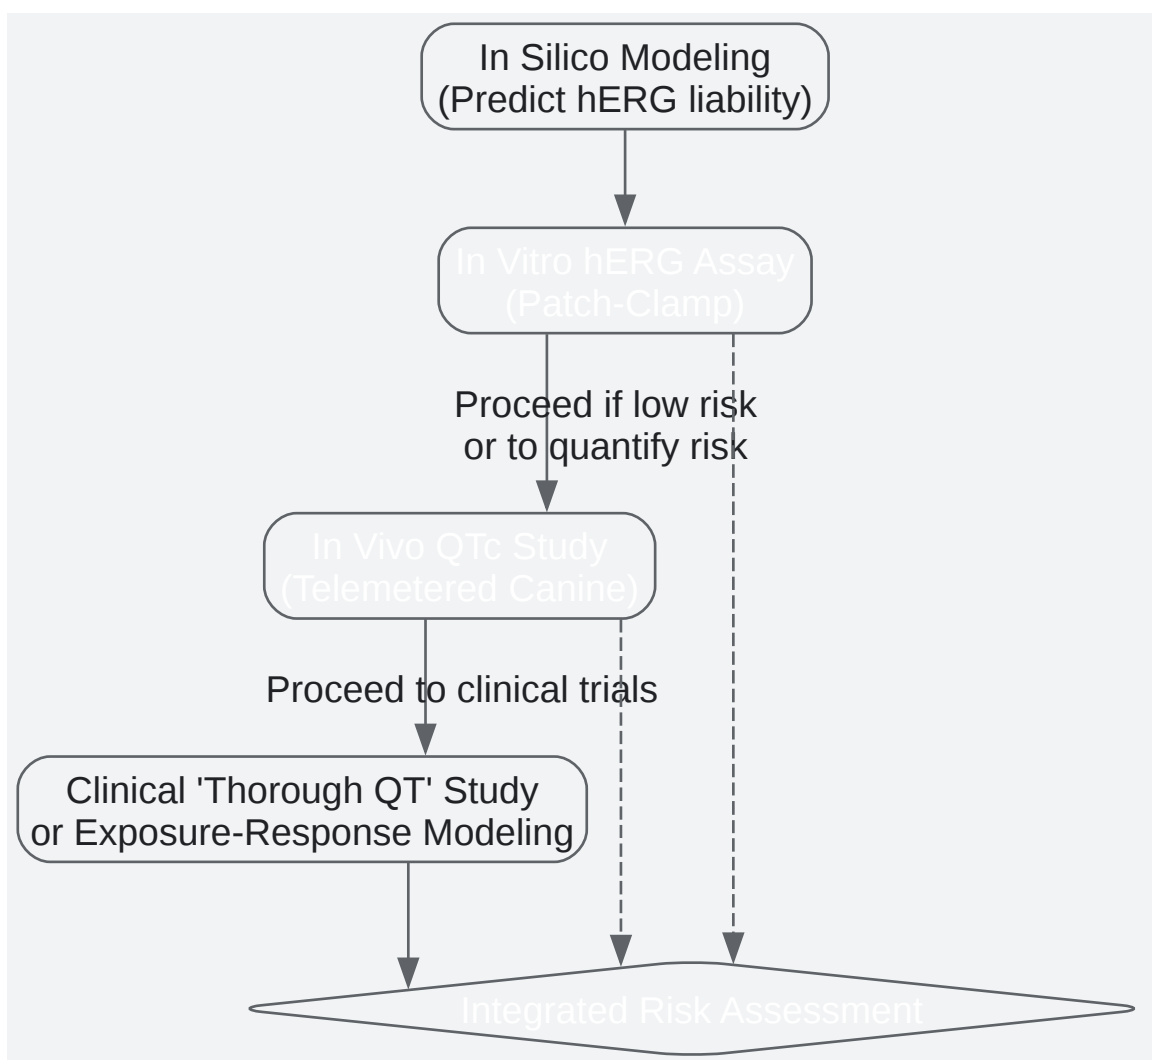 In Silico Modeling
(Predict hERG liability)
In Vitro hERG Assay
(Patch-Clamp)
Proceed if low risk
or to quantify risk
In Vivo QTc Study
(Telemetered Canine)
Proceed to clinical trials
Clinical 'Thorough QT' Study
or Exposure-Response Modeling
Integrated Risk Assessment